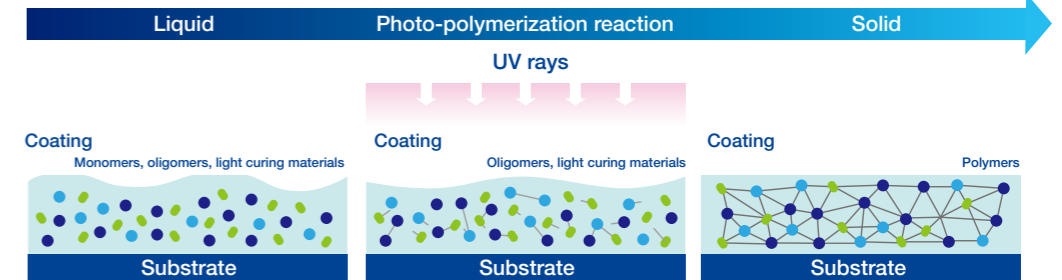 Liquid
Photo-polymerization reaction
Solid
UV rays
Coating
Monomers, oligomers, light curing materials
Substrate
Coating
Oligomers, light curing materials
Substrate
Coating
Polymers
Substrate